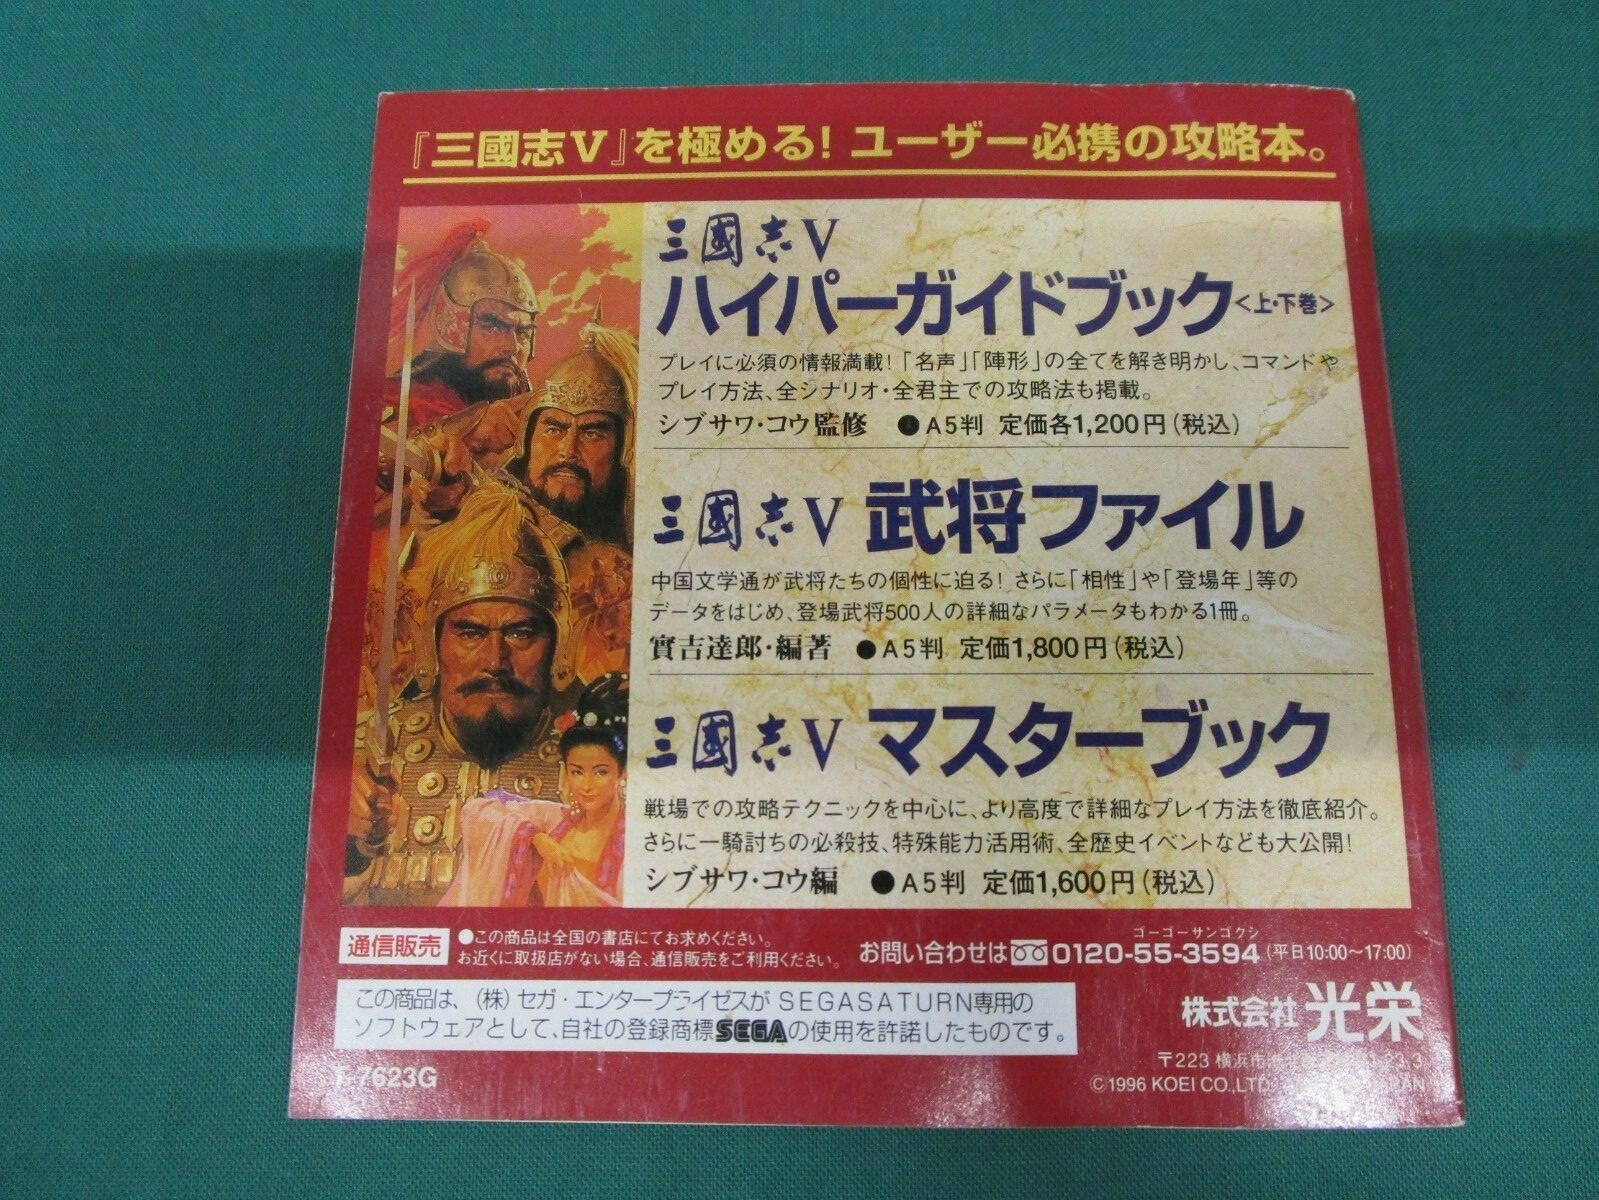 『三國志Ⅴ』を極める！ユーザー必携の攻略本。
三國志Ⅴ
ハイパーガイドブック<上・下巻>
プレイに必須の情報満載！「名声」「陣形」の全てを解き明かし、コマンドや
プレイ方法、全シナリオ・全君主での攻略法も掲載。
シブサワ・コウ監修 ●A5判 定価各1,200円（税込）
三國志Ⅴ 武将ファイル
中国文学通が武将たちの個性に迫る！さらに「相性」や「登場年」等の
データをはじめ、登場武将500人の詳細なパラメータもわかる1冊。
實吉達郎・編著 ●A5判 定価1,800円（税込）
三國志Ⅴ マスターブック
戦場での攻略テクニックを中心に、より高度で詳細なプレイ方法を徹底紹介。
さらに一騎討ちの必殺技、特殊能力活用術、全歴史イベントなども大公開！
シブサワ・コウ編 ●A5判 定価1,600円（税込）
通信販売
●この商品は全国の書店にてお求めください。
お近くに取扱店がない場合、通信販売をご利用ください。
ゴーゴーサンゴクシ
お問い合わせは 0120-55-3594（平日10:00〜17:00）
この商品は、（株）セガ・エンタープライゼスが SEGASATURN専用の
ソフトウェアとして、自社の登録商標SEGAの使用を許諾したものです。
株式会社 光栄
〒223 横浜市
T-7623G
©1996 KOEI CO.,LTD.